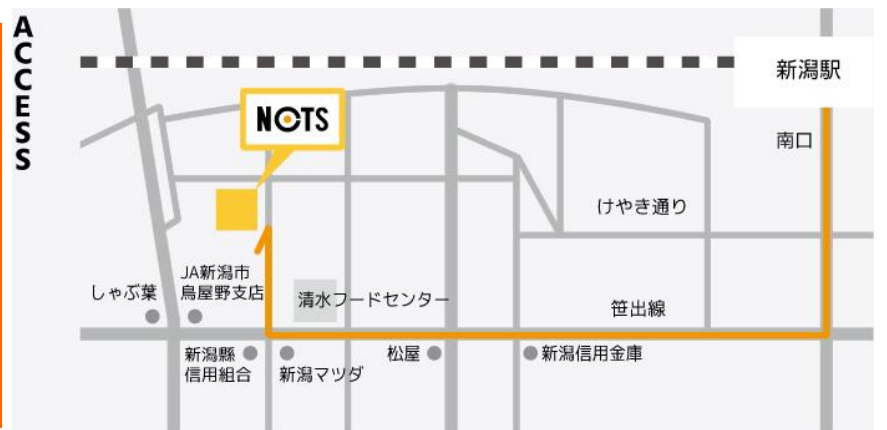 ACCESS
新潟駅
NOTS
南口
けやき通り
JA新潟市
鳥屋野支店
しゃぶ葉
清水フードセンター
笹出線
新潟縣
信用組合
新潟マツダ
松屋
新潟信用金庫